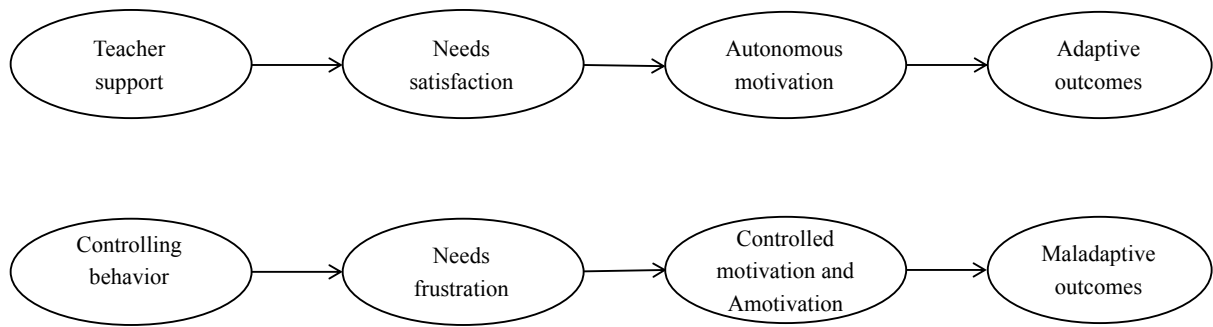 Teacher
support
Needs
satisfaction
Autonomous
motivation
Adaptive
outcomes
Controlling
behavior
Needs
frustration
Controlled
motivation and
Amotivation
Maladaptive
outcomes